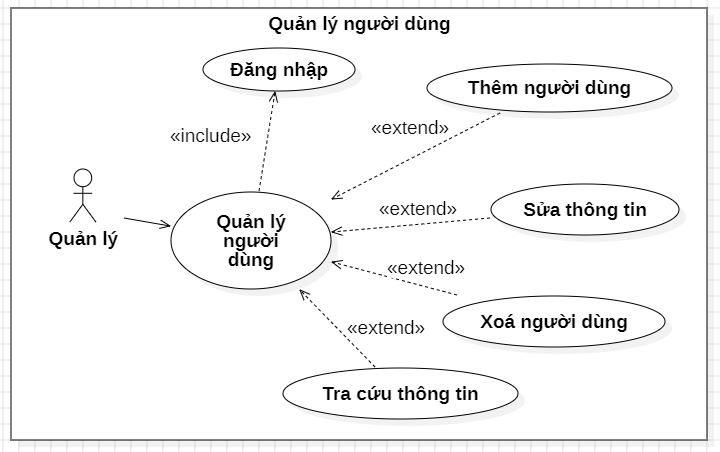 Quản lý người dùng
Đăng nhập
Thêm người dùng
«include»
«extend»
Quản lý
Quản lý
người
dùng
«extend»
Sửa thông tin
«extend»
Xoá người dùng
«extend»
Tra cứu thông tin